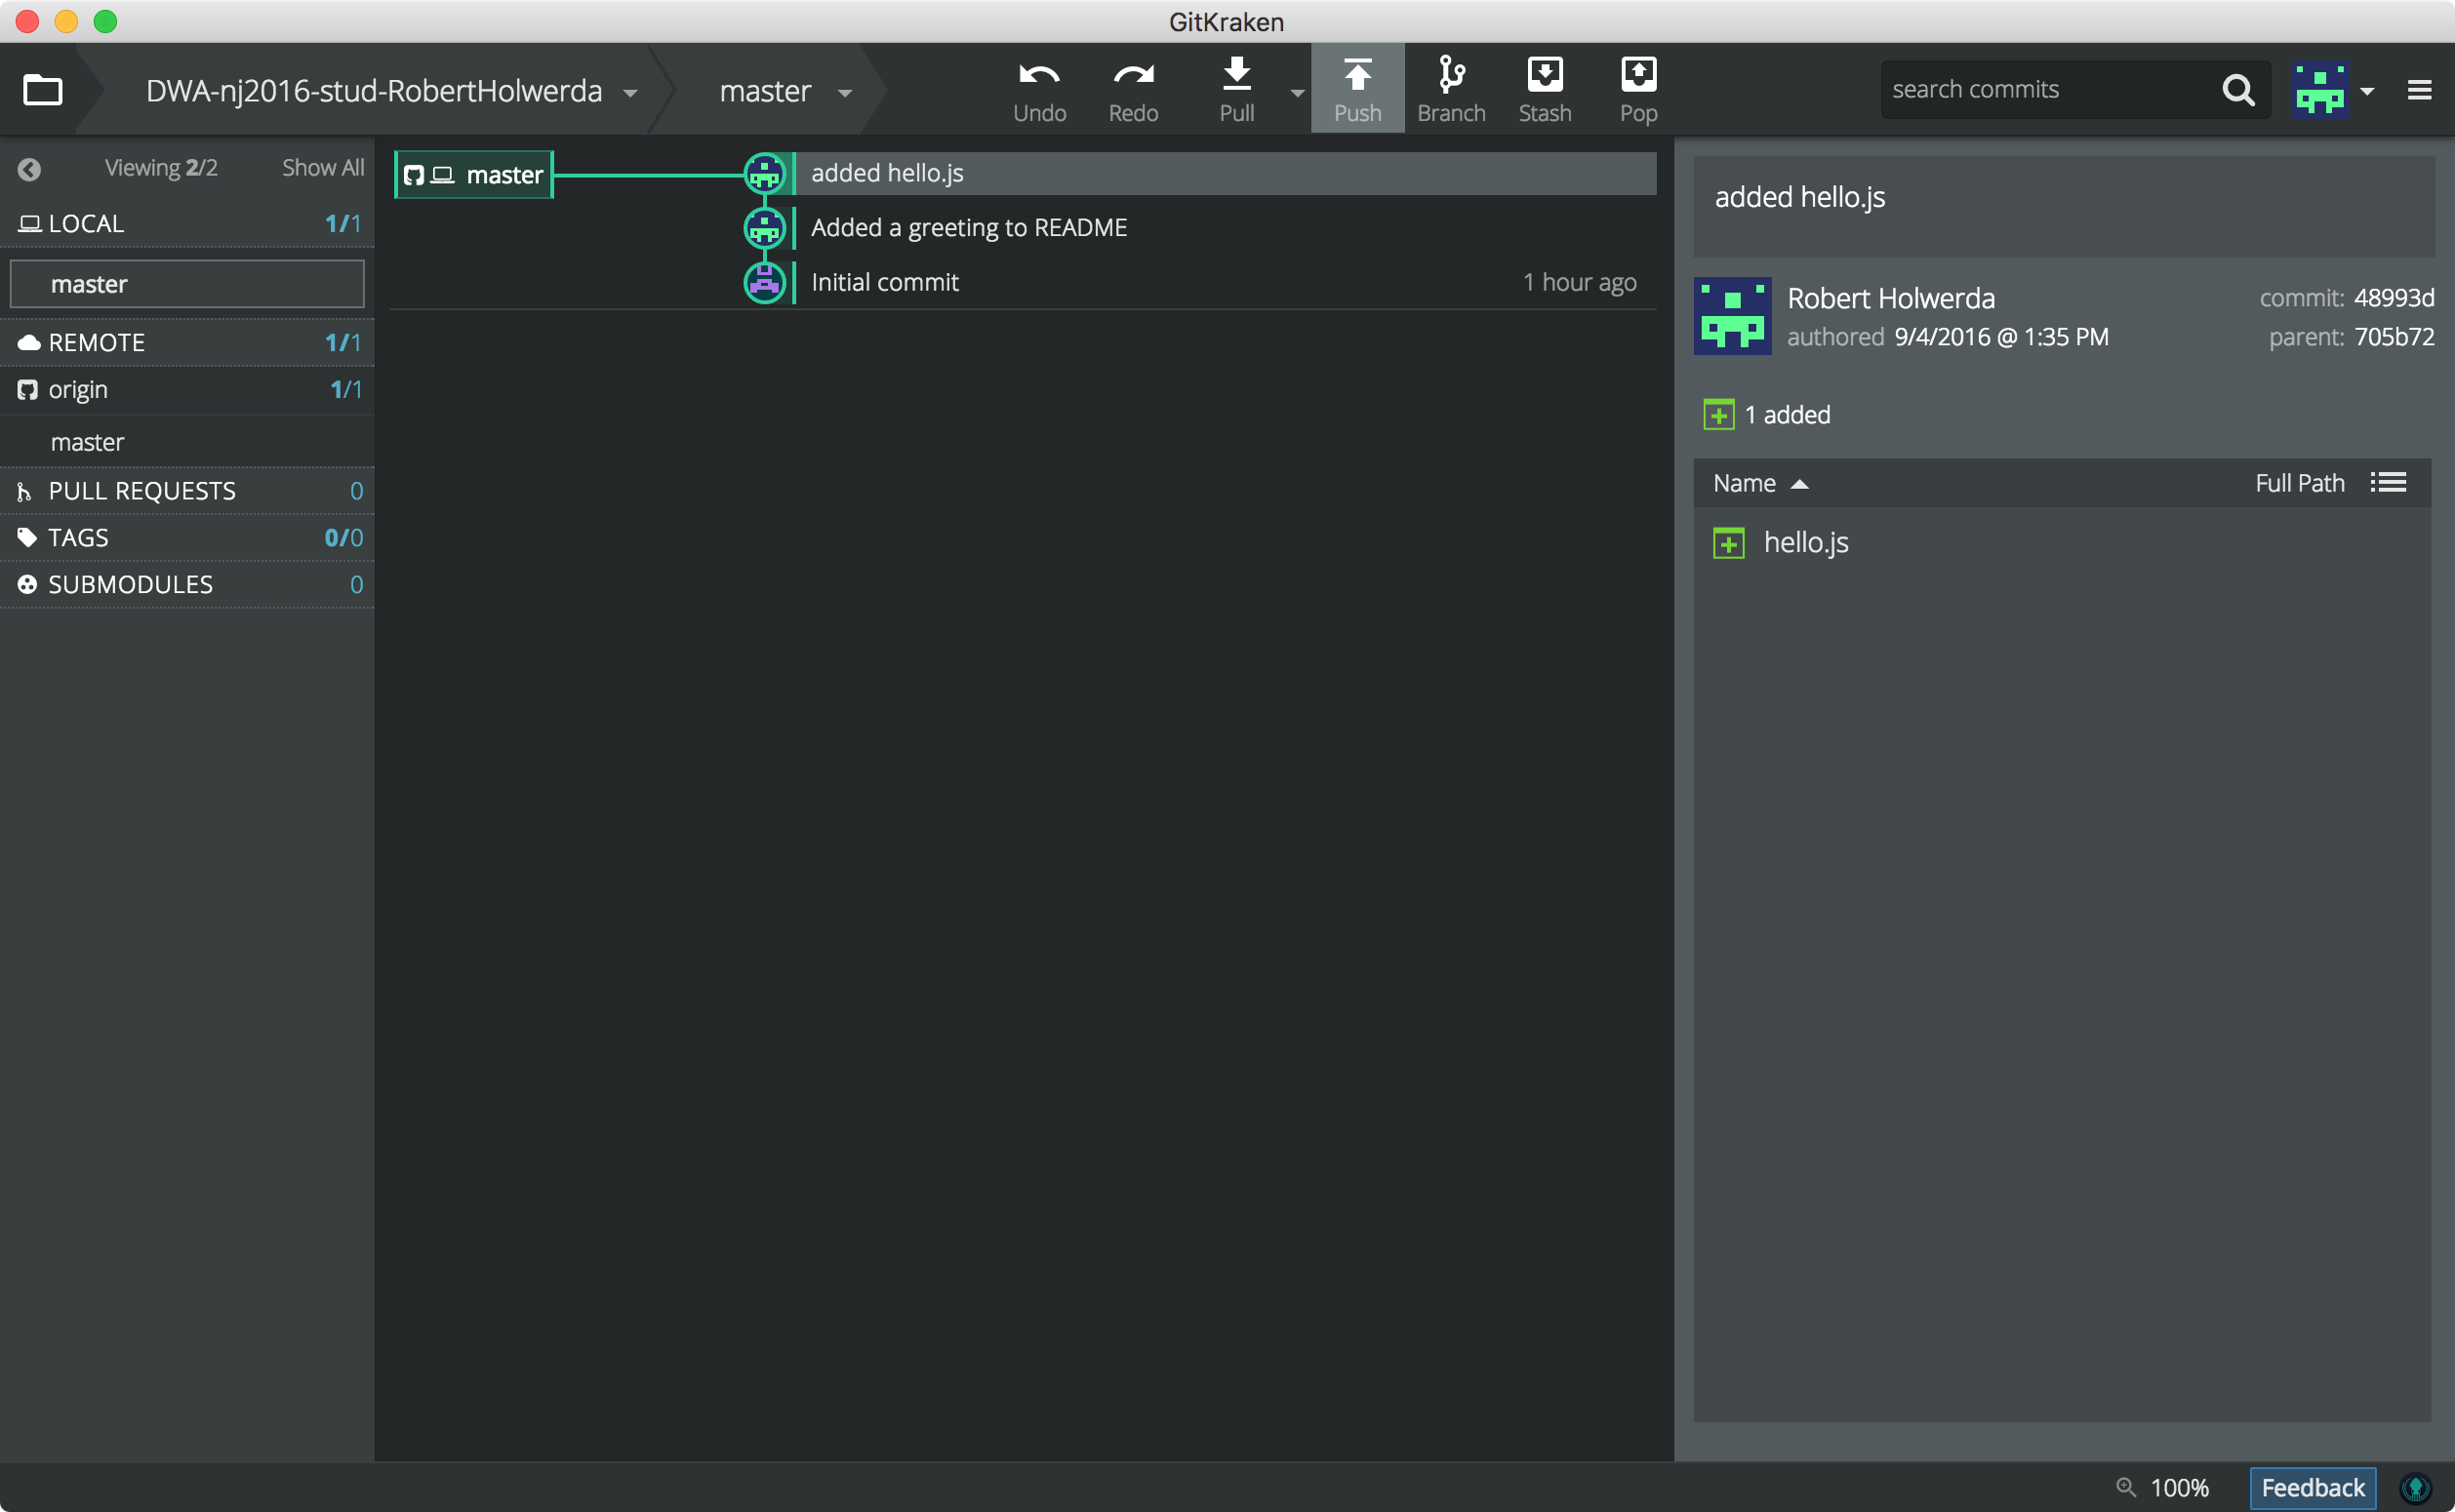 GitKraken
DWA-nj2016-stud-RobertHolwerda
master
Undo
Redo
Pull
Push
Branch
Stash
Pop
search commits
Viewing 2/2
Show All
LOCAL 1/1
master
REMOTE 1/1
origin 1/1
master
PULL REQUESTS 0
TAGS 0/0
SUBMODULES 0
master
added hello.js
Added a greeting to README
Initial commit 1 hour ago
added hello.js
Robert Holwerda commit: 48993d
authored 9/4/2016 @ 1:35 PM parent: 705b72
1 added
Name Full Path
hello.js
100%
Feedback